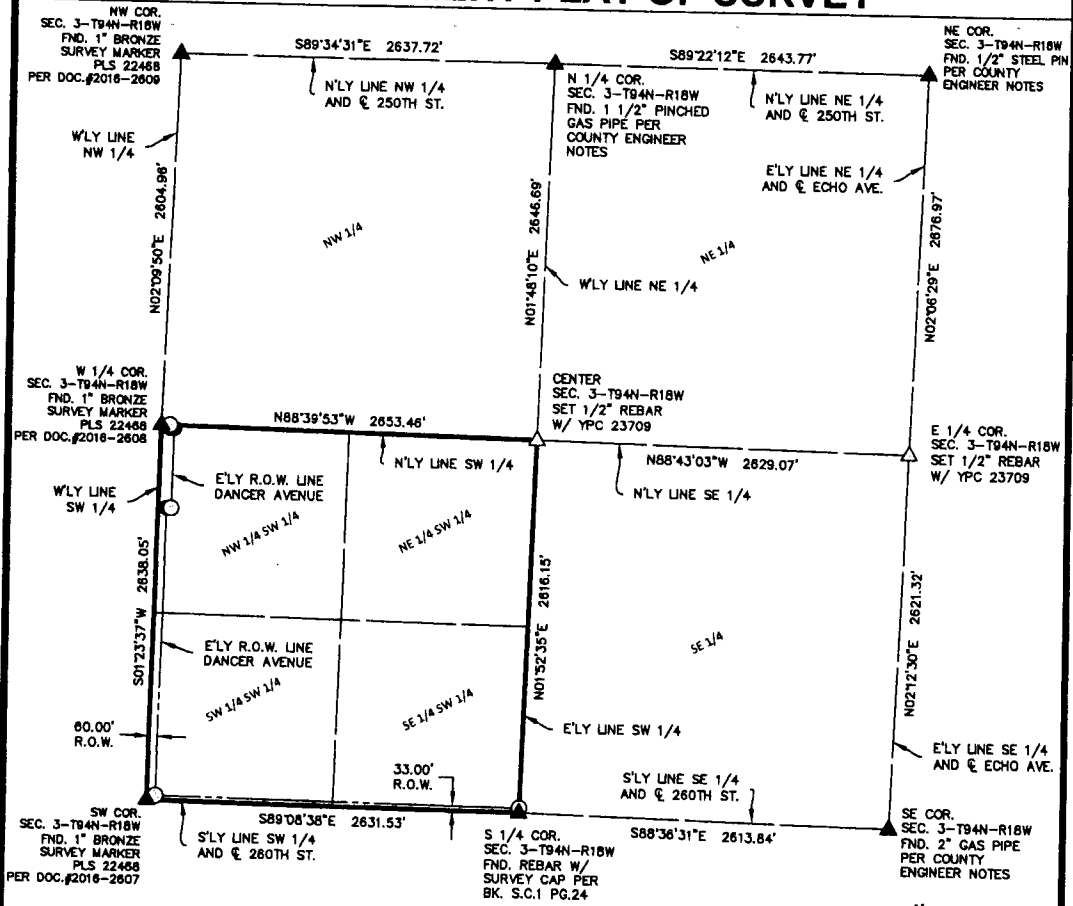 PLAT OF SURVEY
NW COR.
SEC. 3-T94N-R18W
FND. 1" BRONZE
SURVEY MARKER
PLS 22468
PER DOC.#2016-2609
S89°34'31"E 2637.72'
N'LY LINE NW 1/4
AND ℄ 250TH ST.
N 1/4 COR.
SEC. 3-T94N-R18W
FND. 1 1/2" PINCHED
GAS PIPE PER
COUNTY ENGINEER
NOTES
S89°22'12"E 2643.77'
N'LY LINE NE 1/4
AND ℄ 250TH ST.
NE COR.
SEC. 3-T94N-R18W
FND. 1/2" STEEL PIN
PER COUNTY
ENGINEER NOTES
W'LY LINE
NW 1/4
E'LY LINE NE 1/4
AND ℄ ECHO AVE.
N02°09'50"E 2604.96'
NW 1/4
N01°48'10"E 2646.69'
W'LY LINE NE 1/4
NE 1/4
N02°06'29"E 2676.97'
W 1/4 COR.
SEC. 3-T94N-R18W
FND. 1" BRONZE
SURVEY MARKER
PLS 22468
PER DOC.#2016-2608
N88°39'53"W 2653.46'
N'LY LINE SW 1/4
CENTER
SEC. 3-T94N-R18W
SET 1/2" REBAR
W/ YPC 23709
N88°43'03"W 2629.07'
N'LY LINE SE 1/4
E 1/4 COR.
SEC. 3-T94N-R18W
SET 1/2" REBAR
W/ YPC 23709
W'LY LINE
SW 1/4
E'LY R.O.W. LINE
DANCER AVENUE
NW 1/4 SW 1/4
NE 1/4 SW 1/4
S01°23'37"W 2638.05'
N01°52'35"E 2616.15'
N02°12'30"E 2621.32'
E'LY R.O.W. LINE
DANCER AVENUE
SW 1/4 SW 1/4
SE 1/4 SW 1/4
SE 1/4
E'LY LINE SW 1/4
E'LY LINE SE 1/4
AND ℄ ECHO AVE.
60.00'
R.O.W.
33.00'
R.O.W.
SW COR.
SEC. 3-T94N-R18W
FND. 1" BRONZE
SURVEY MARKER
PLS 22468
PER DOC.#2016-2607
S89°08'38"E 2631.53'
S'LY LINE SW 1/4
AND ℄ 260TH ST.
S 1/4 COR.
SEC. 3-T94N-R18W
FND. REBAR W/
SURVEY CAP PER
BK. S.C.1 PG.24
S'LY LINE SE 1/4
AND ℄ 260TH ST.
S88°36'31"E 2613.84'
SE COR.
SEC. 3-T94N-R18W
FND. 2" GAS PIPE
PER COUNTY
ENGINEER NOTES